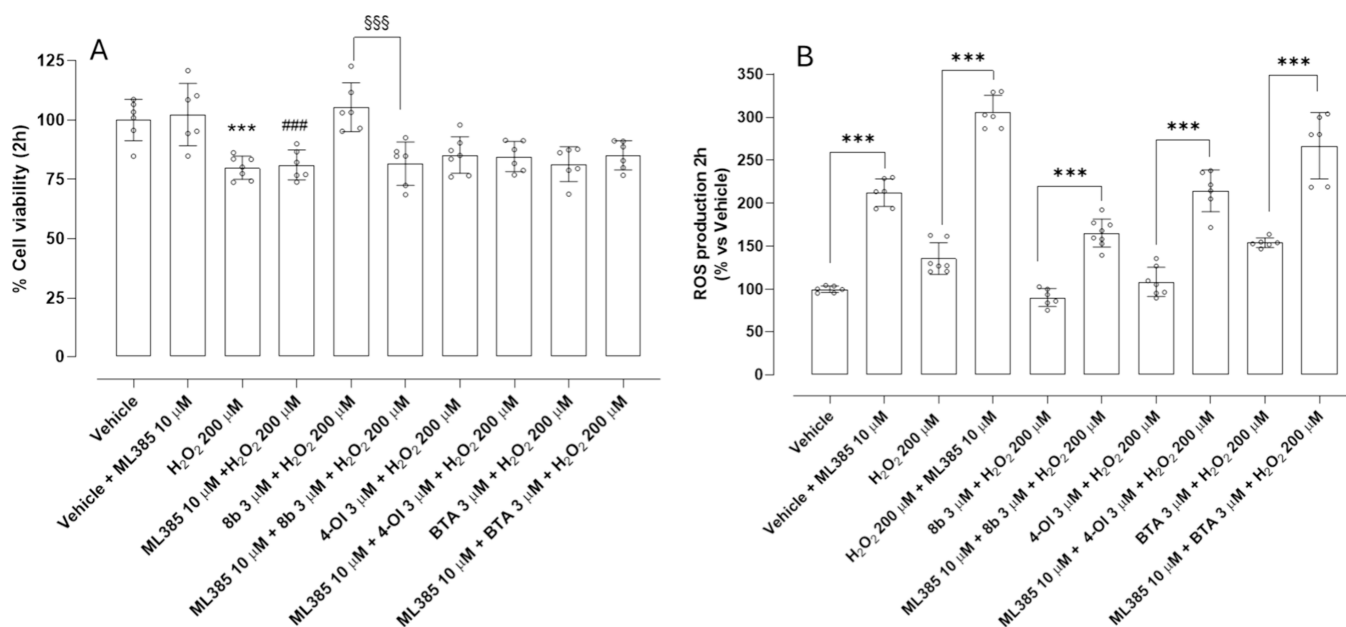 A
§§§
% Cell viability (2h)
125
100
75
50
25
0
***
###
Vehicle
Vehicle + ML385 10 μM
H₂O₂ 200 μM
ML385 10 μM +H₂O₂ 200 μM
8b 3 μM + H₂O₂ 200 μM
ML385 10 μM + 8b 3 μM + H₂O₂ 200 μM
4-OI 3 μM + H₂O₂ 200 μM
ML385 10 μM + 4-OI 3 μM + H₂O₂ 200 μM
BTA 3 μM + H₂O₂ 200 μM
ML385 10 μM + BTA 3 μM + H₂O₂ 200 μM
B
ROS production 2h
(% vs Vehicle)
350
300
250
200
150
100
50
0
***
***
***
***
***
Vehicle
Vehicle + ML385 10 μM
H₂O₂ 200 μM
H₂O₂ 200 μM + ML385 10 μM
8b 3 μM + H₂O₂ 200 μM
ML385 10 μM + 8b 3 μM + H₂O₂ 200 μM
4-OI 3 μM + H₂O₂ 200 μM
ML385 10 μM + 4-OI 3 μM + H₂O₂ 200 μM
BTA 3 μM + H₂O₂ 200 μM
ML385 10 μM + BTA 3 μM + H₂O₂ 200 μM